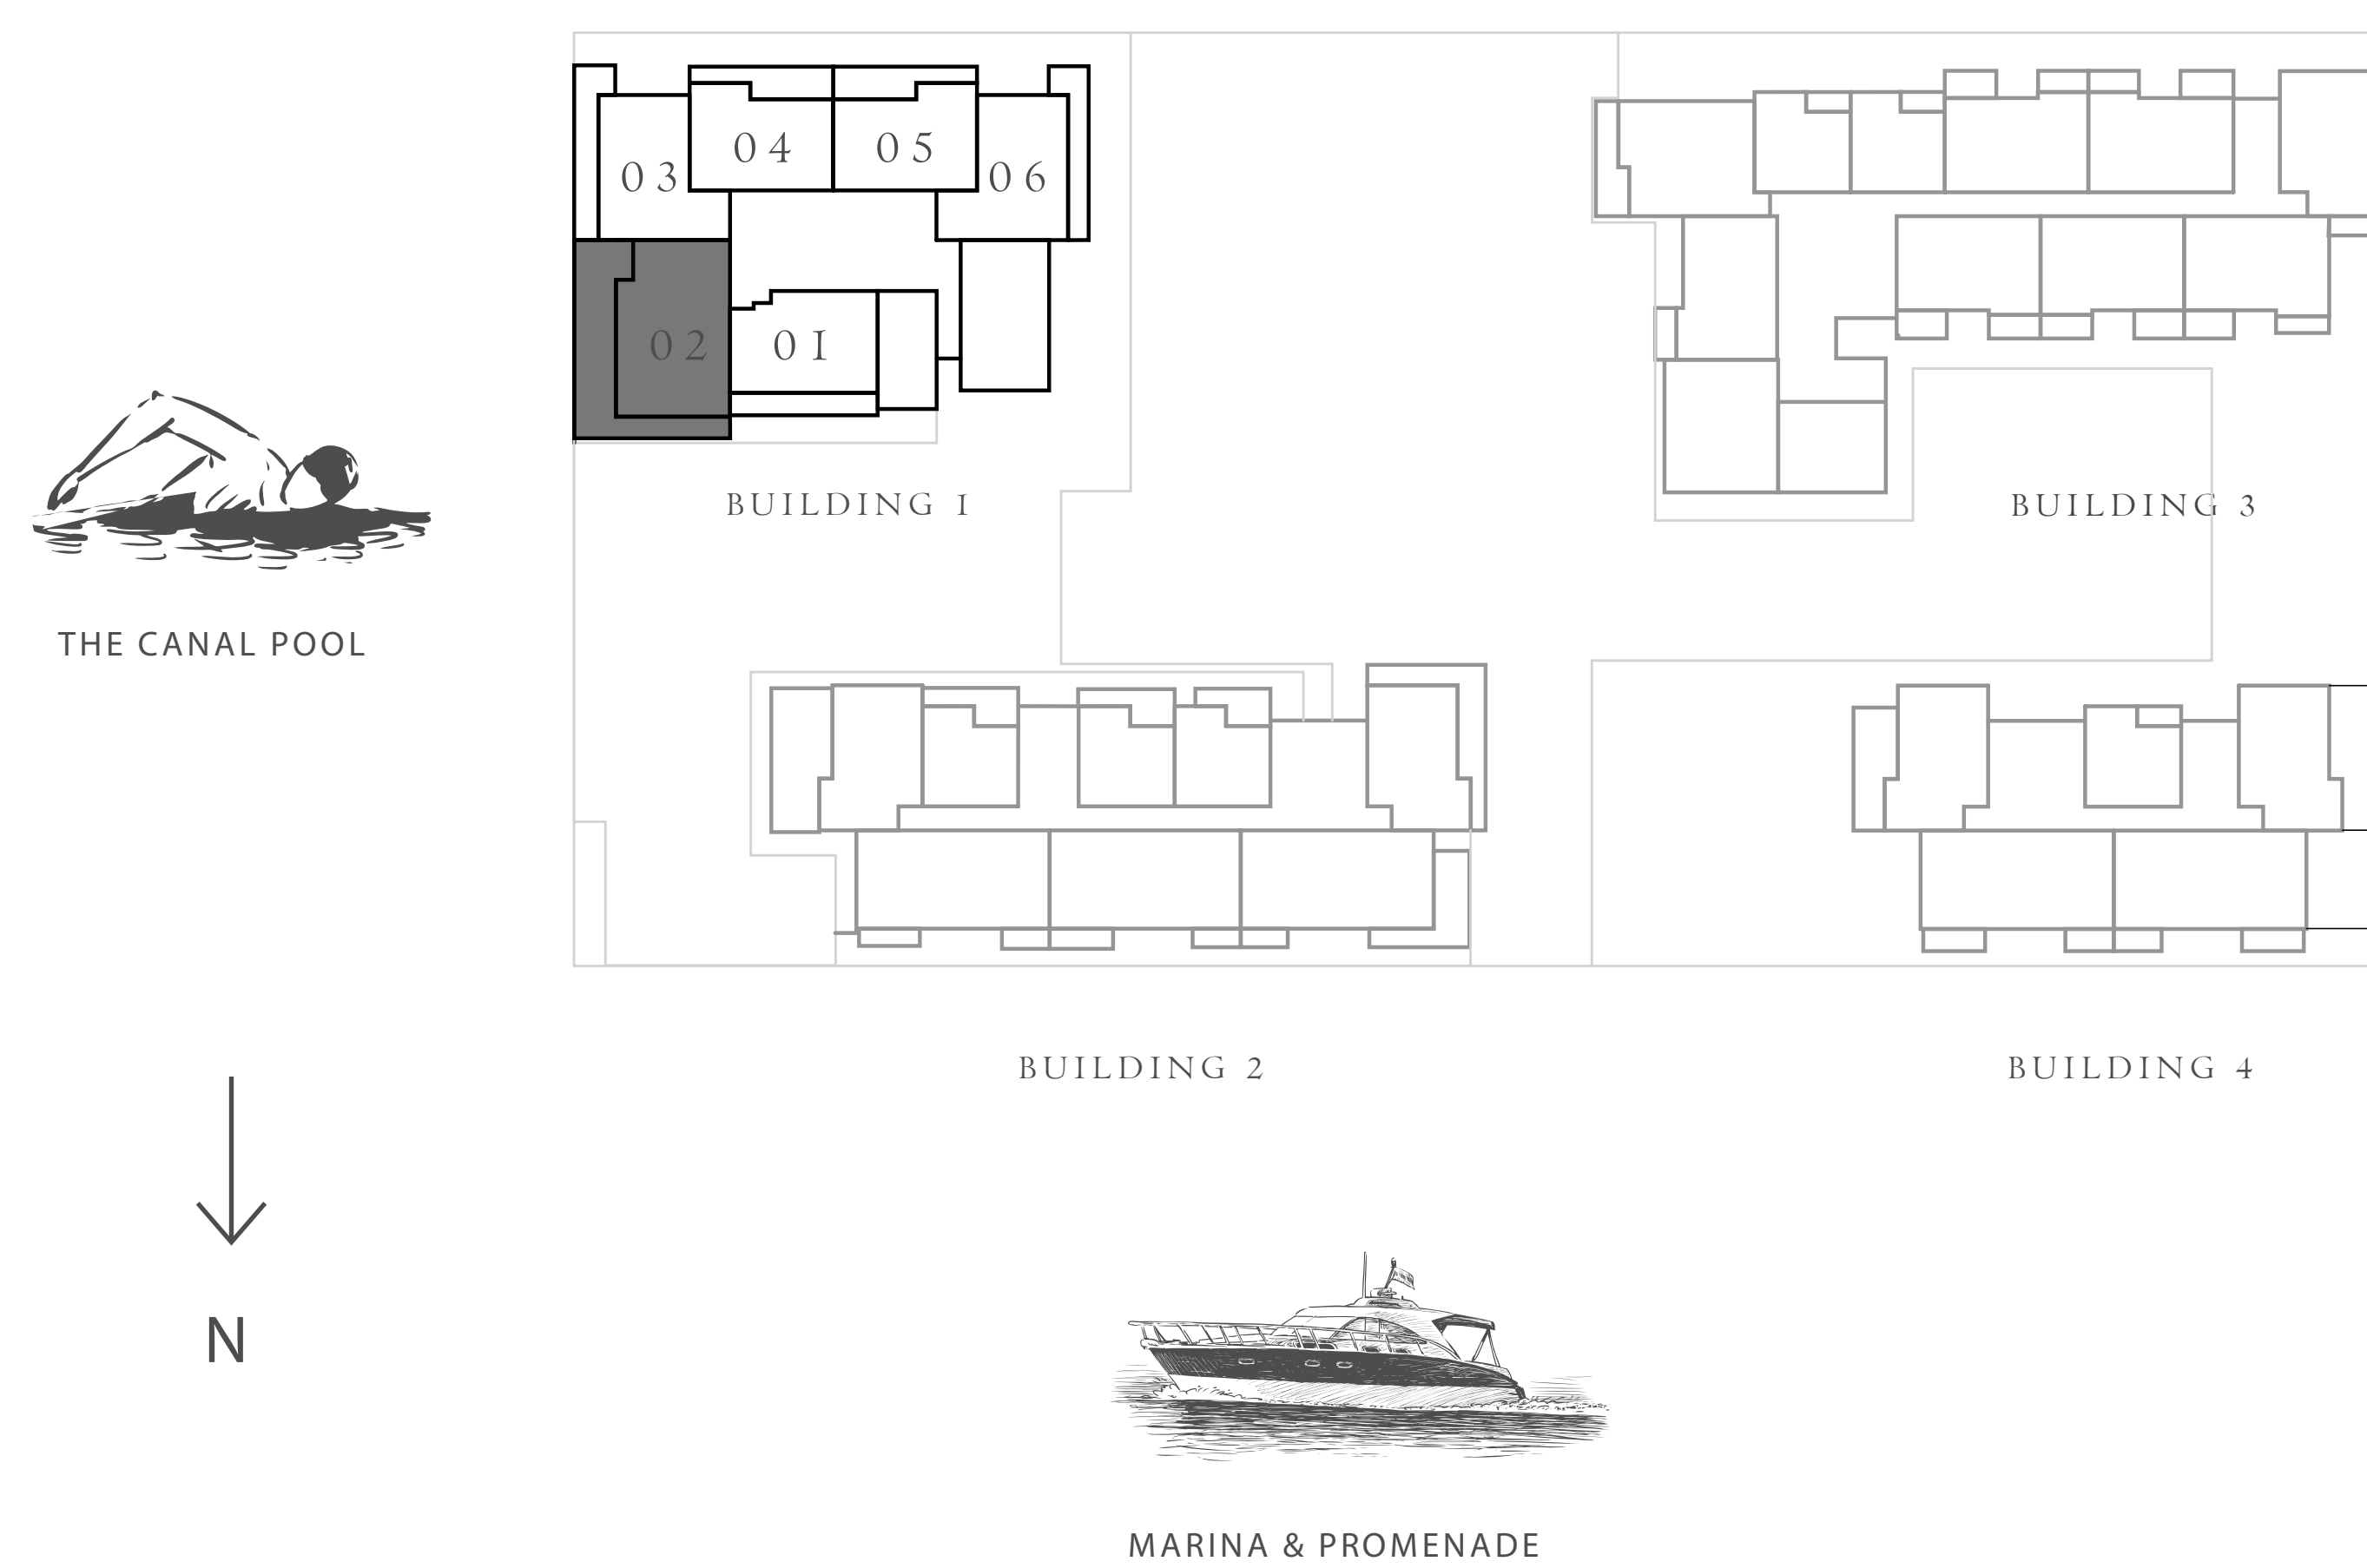 04 05
03 06
02 01
BUILDING 1
BUILDING 3
THE CANAL POOL
BUILDING 2
BUILDING 4
N
MARINA & PROMENADE